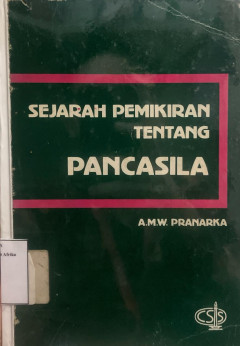 SEJARAH PEMIKIRAN
TENTANG
PANCASILA
A.M.W. PRANARKA
CSIS